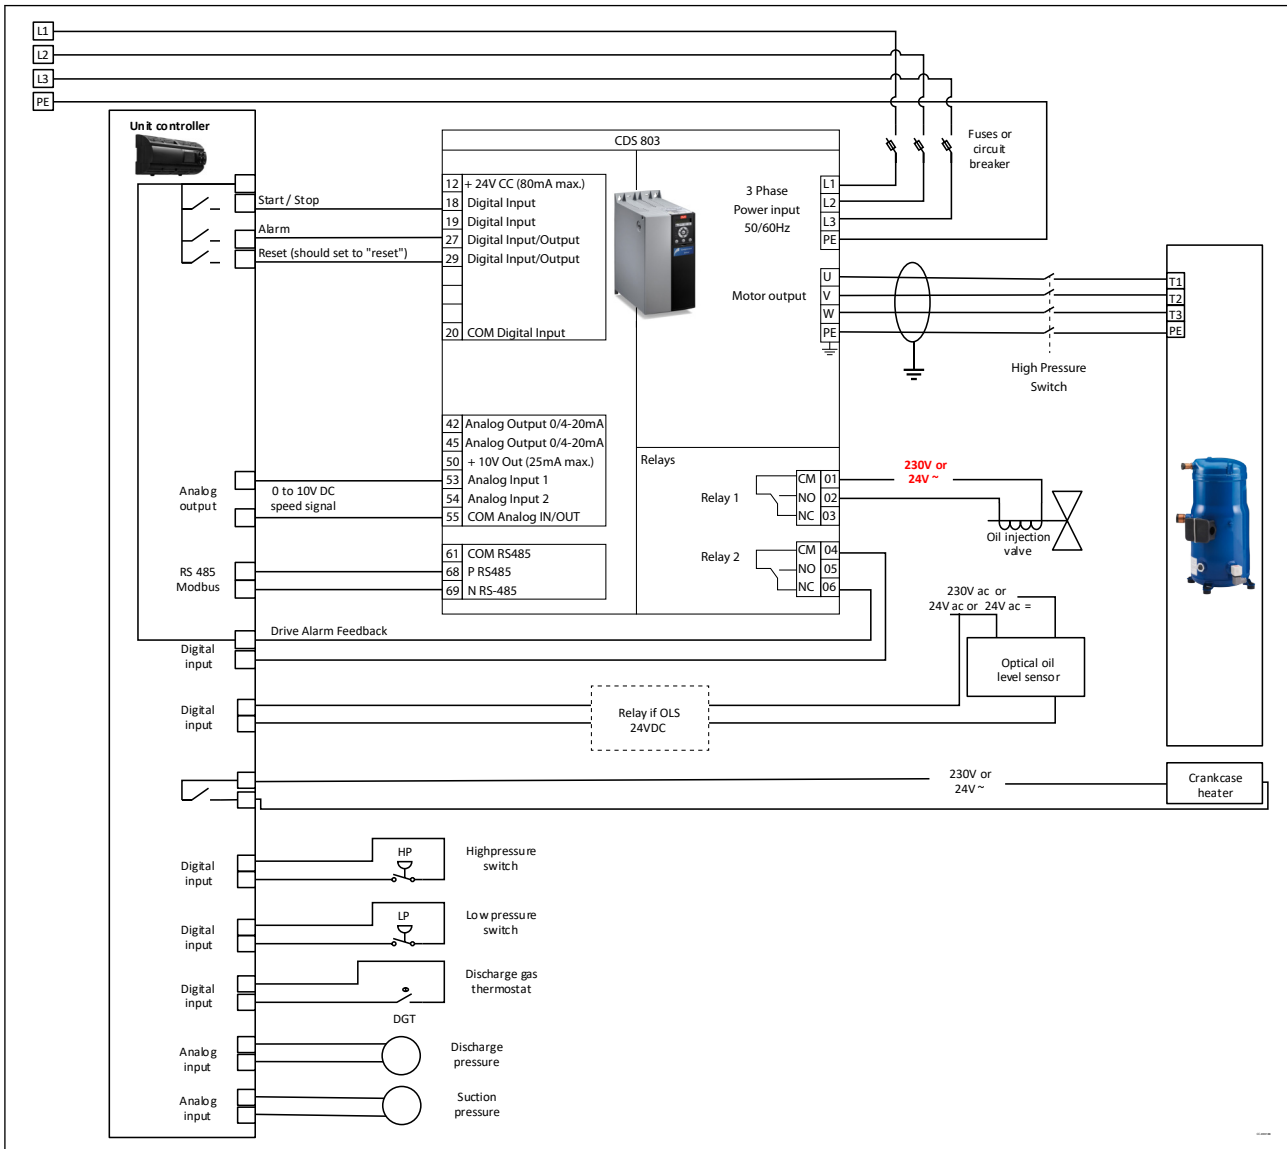 L1
L2
L3
PE
Unit controller
Start / Stop
Alarm
Reset (should set to "reset")
CDS 803
12 + 24V CC (80mA max.)
18 Digital Input
19 Digital Input
27 Digital Input/Output
29 Digital Input/Output
20 COM Digital Input
3 Phase
Power input
50/60Hz
L1
L2
L3
PE
Fuses or
circuit
breaker
Motor output
U
V
W
PE
High Pressure
Switch
T1
T2
T3
PE
42 Analog Output 0/4-20mA
45 Analog Output 0/4-20mA
50 + 10V Out (25mA max.)
53 Analog Input 1
54 Analog Input 2
55 COM Analog IN/OUT
61 COM RS485
68 P RS485
69 N RS-485
Analog
output
0 to 10V DC
speed signal
RS 485
Modbus
Relays
Relay 1
CM 01
NO 02
NC 03
Relay 2
CM 04
NO 05
NC 06
230V or
24V ~
Oil injection
valve
230V ac or
24V ac or 24V ac =
Optical oil
level sensor
Drive Alarm Feedback
Digital
input
Digital
input
Relay if OLS
24VDC
230V or
24V ~
Crankcase
heater
Digital
input
HP
Highpressure
switch
Digital
input
LP
Low pressure
switch
Digital
input
DGT
Discharge gas
thermostat
Analog
input
Discharge
pressure
Analog
input
Suction
pressure